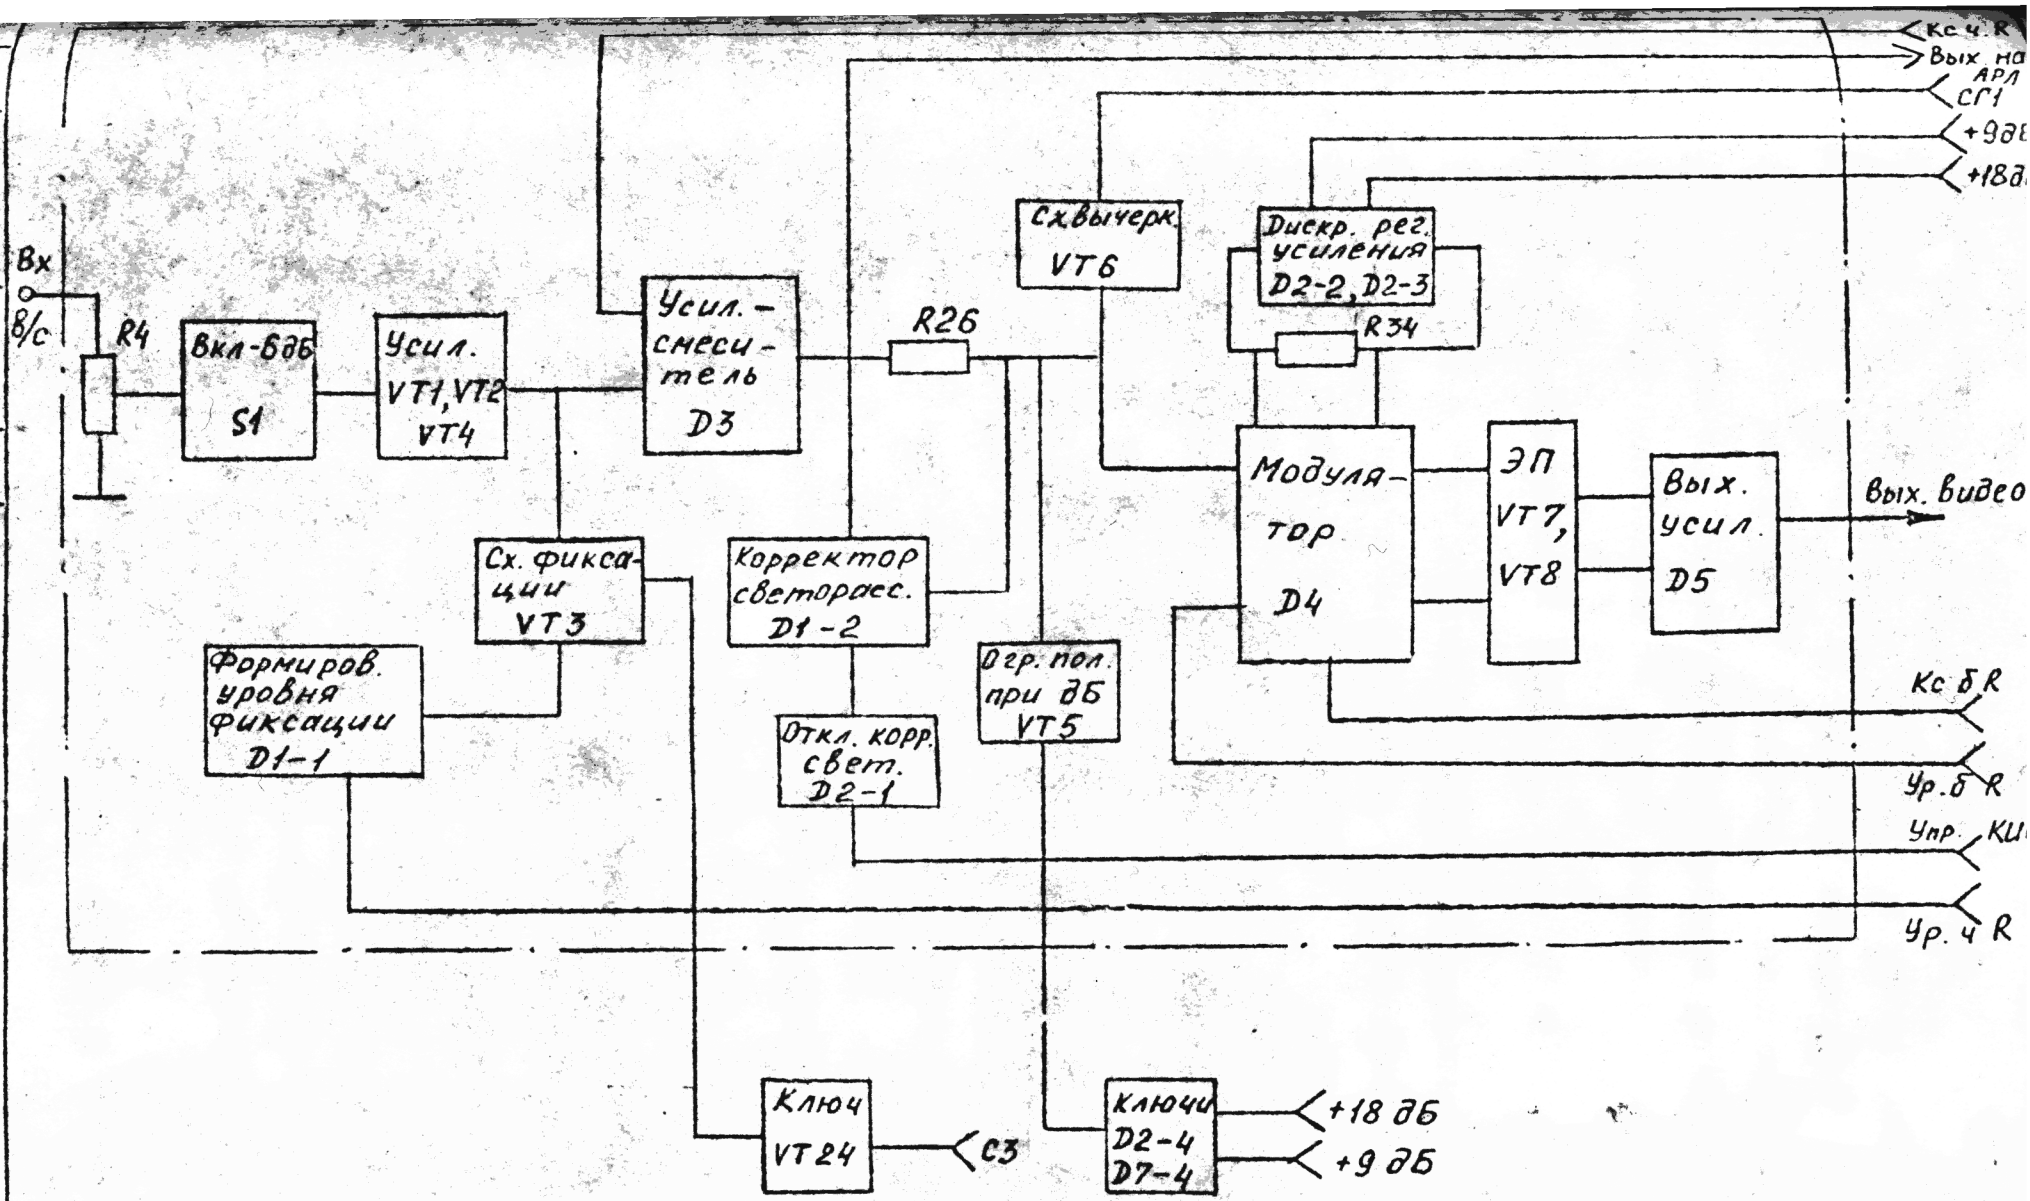 Кс ч. R
Вых на
АРЛ
СГ1
+9дБ
+18д
Вх
В/с
R4
Вкл-6дБ
S1
Усил.
VT1, VT2
VT4
Усил. -
смеси -
тель
D3
R26
Сх.вычерк.
VT6
Дискр. рег.
усиления
D2-2, D2-3
R34
Модуля-
тор
D4
ЭП
VT7,
VT8
Вых.
усил.
D5
Вых. видео
Сх. фикса-
ции
VT3
Корректор
светорасс.
D1-2
Формиров.
уровня
фиксации
D1-1
Огр. пол.
при дБ
VT5
Откл. корр.
свет.
D2-1
Кс б R
Ур. б R
Упр. КИ
Ур. ч R
Ключ
VT24
С3
Ключи
D2-4
D7-4
+18 дБ
+9 дБ